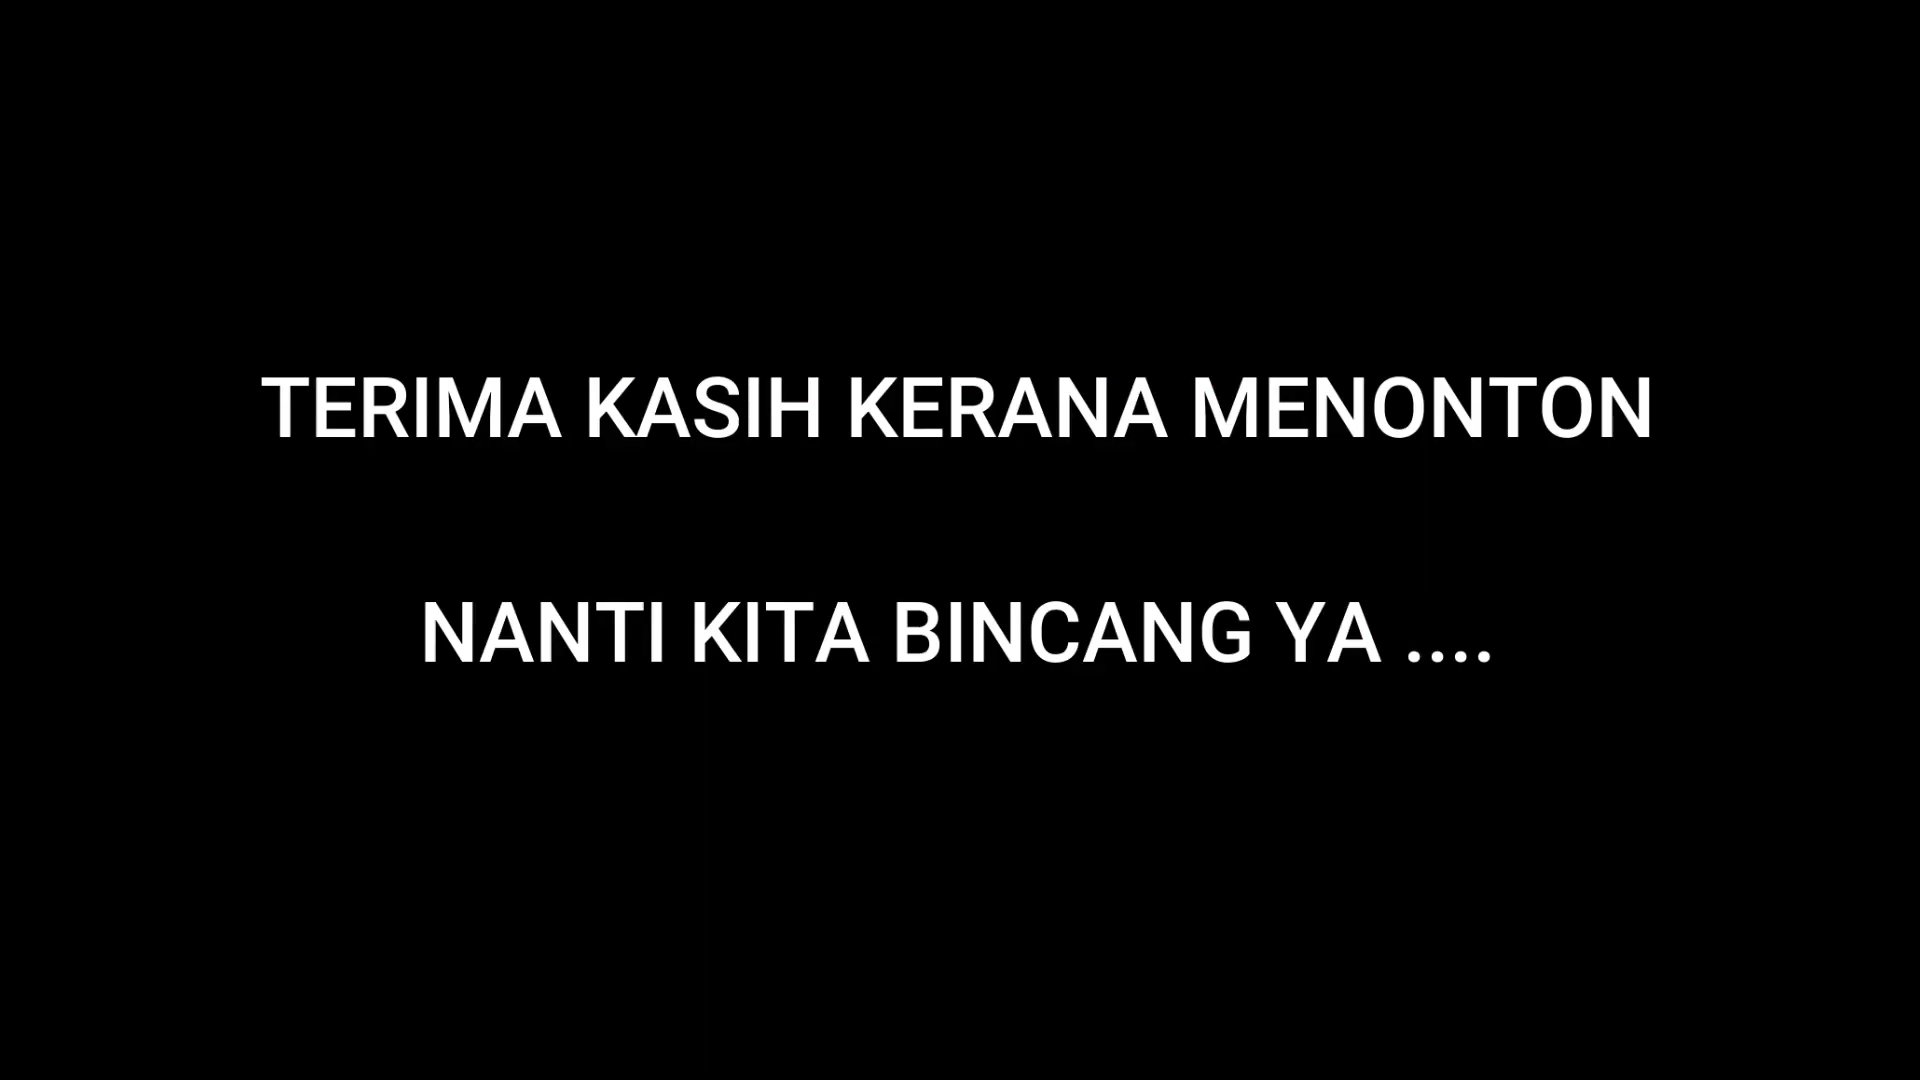 TERIMA KASIH KERANA MENONTON
NANTI KITA BINCANG YA ....